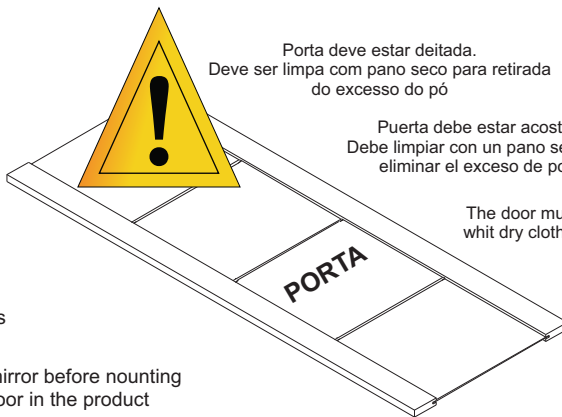 Porta deve estar deitada.
Deve ser limpa com pano seco para retirada
do excesso do pó
Puerta debe estar acost
Debe limpiar con un pano se
eliminar el exceso de po
The door mu
whit dry cloth
PORTA
s
mirror before nounting
oor in the product